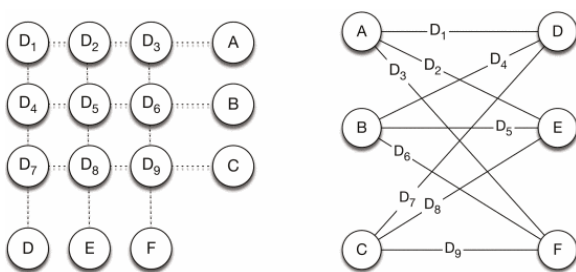 D1 D2 D3 A
D4 D5 D6 B
D7 D8 D9 C
D E F
A D1 D
D4
D2
D3
B D5 E
D6
D7 D8
C D9 F